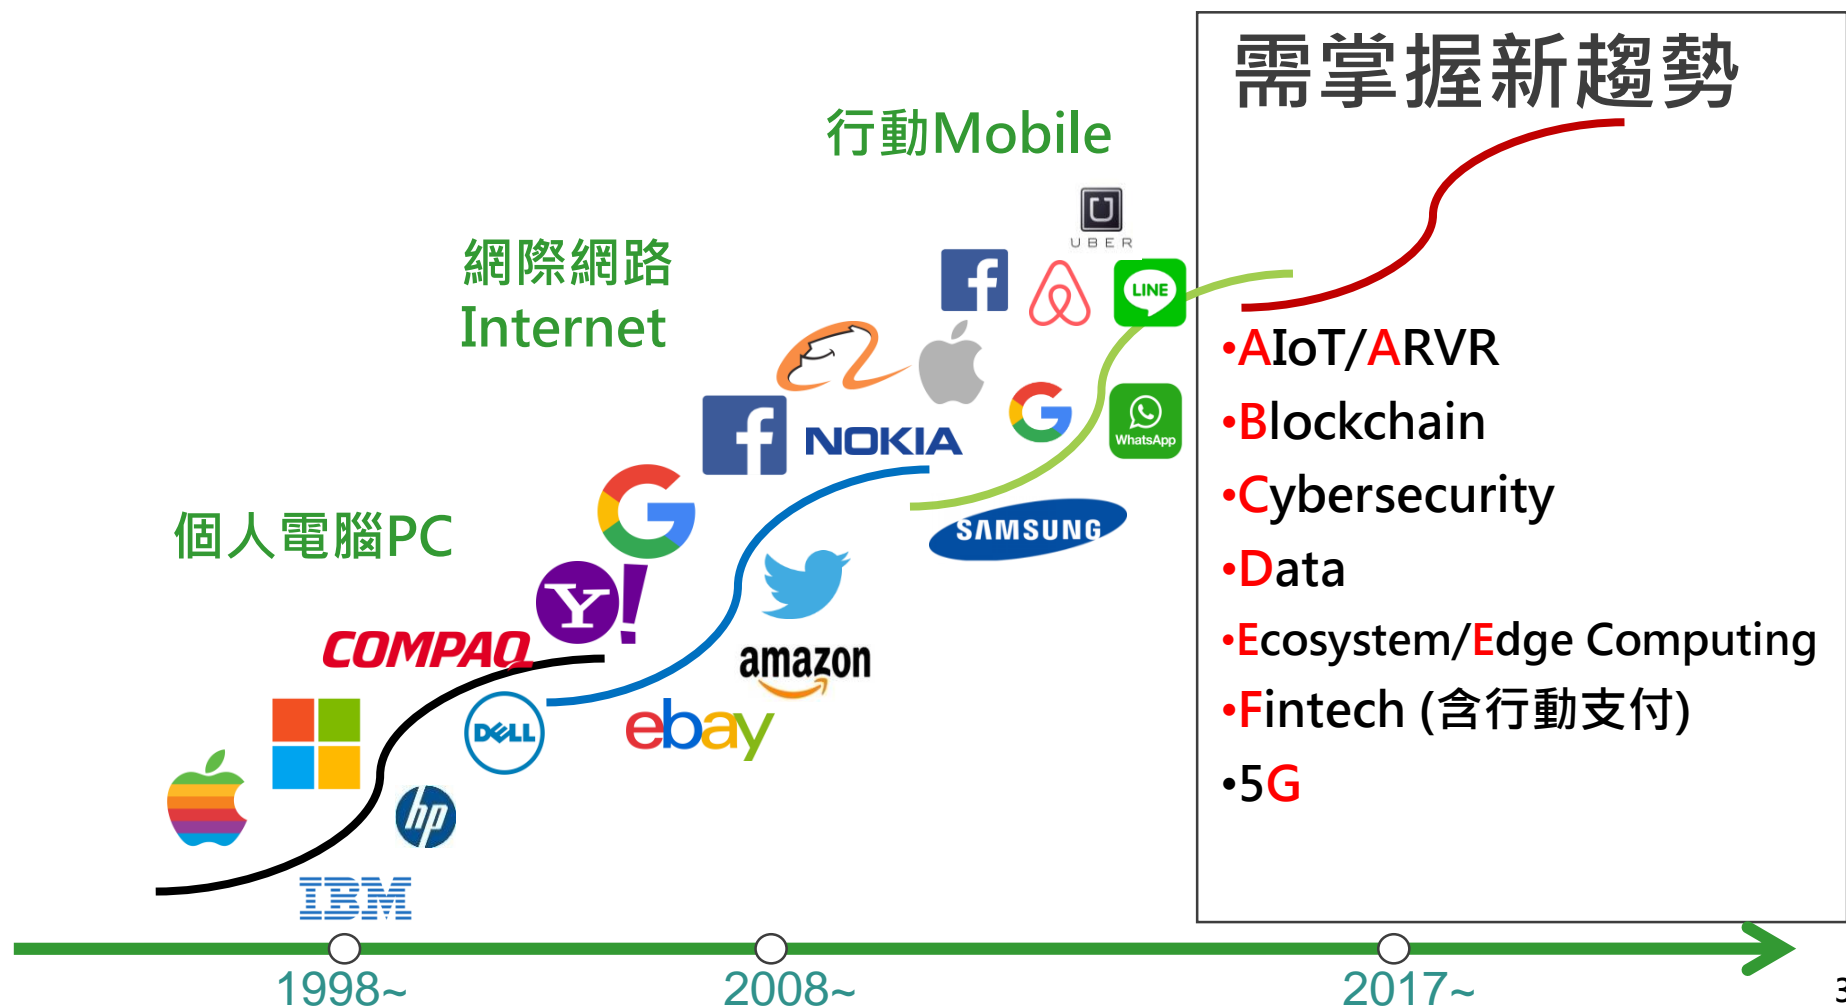 需掌握新趨勢
行動Mobile
UBER
網際網路
Internet
LINE
•AIoT/ARVR
NOKIA
WhatsApp
•Blockchain
個人電腦PC
SAMSUNG
•Cybersecurity
•Data
Y!
COMPAQ
amazon
•Ecosystem/Edge Computing
DELL
ebay
•Fintech (含行動支付)
hp
•5G
IBM
1998~
2008~
2017~
3